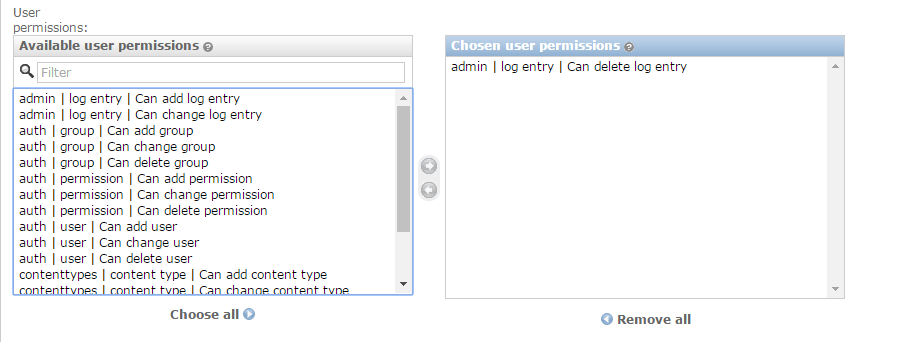 User
permissions:
Available user permissions ?
Filter
admin | log entry | Can add log entry
admin | log entry | Can change log entry
auth | group | Can add group
auth | group | Can change group
auth | group | Can delete group
auth | permission | Can add permission
auth | permission | Can change permission
auth | permission | Can delete permission
auth | user | Can add user
auth | user | Can change user
auth | user | Can delete user
contenttypes | content type | Can add content type
contenttypes | content type | Can change content type
Choose all
Chosen user permissions ?
admin | log entry | Can delete log entry
Remove all